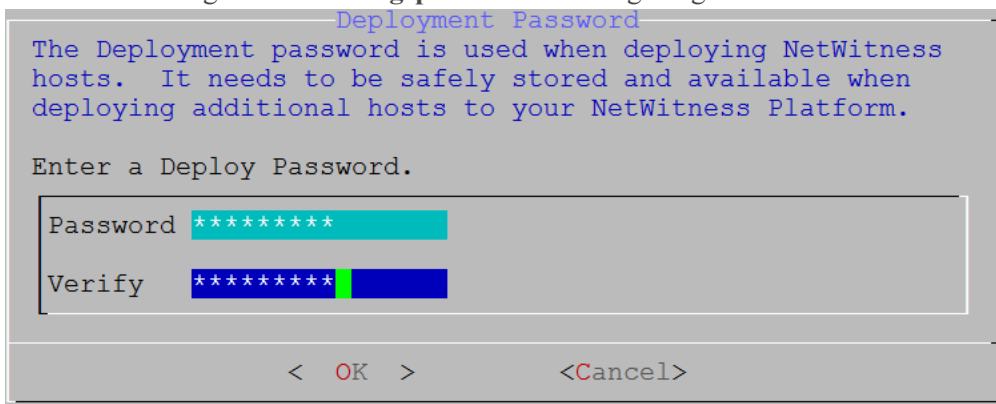 Deployment Password
The Deployment password is used when deploying NetWitness
hosts. It needs to be safely stored and available when
deploying additional hosts to your NetWitness Platform.
Enter a Deploy Password.
Password *********
Verify *********
< OK > <Cancel>